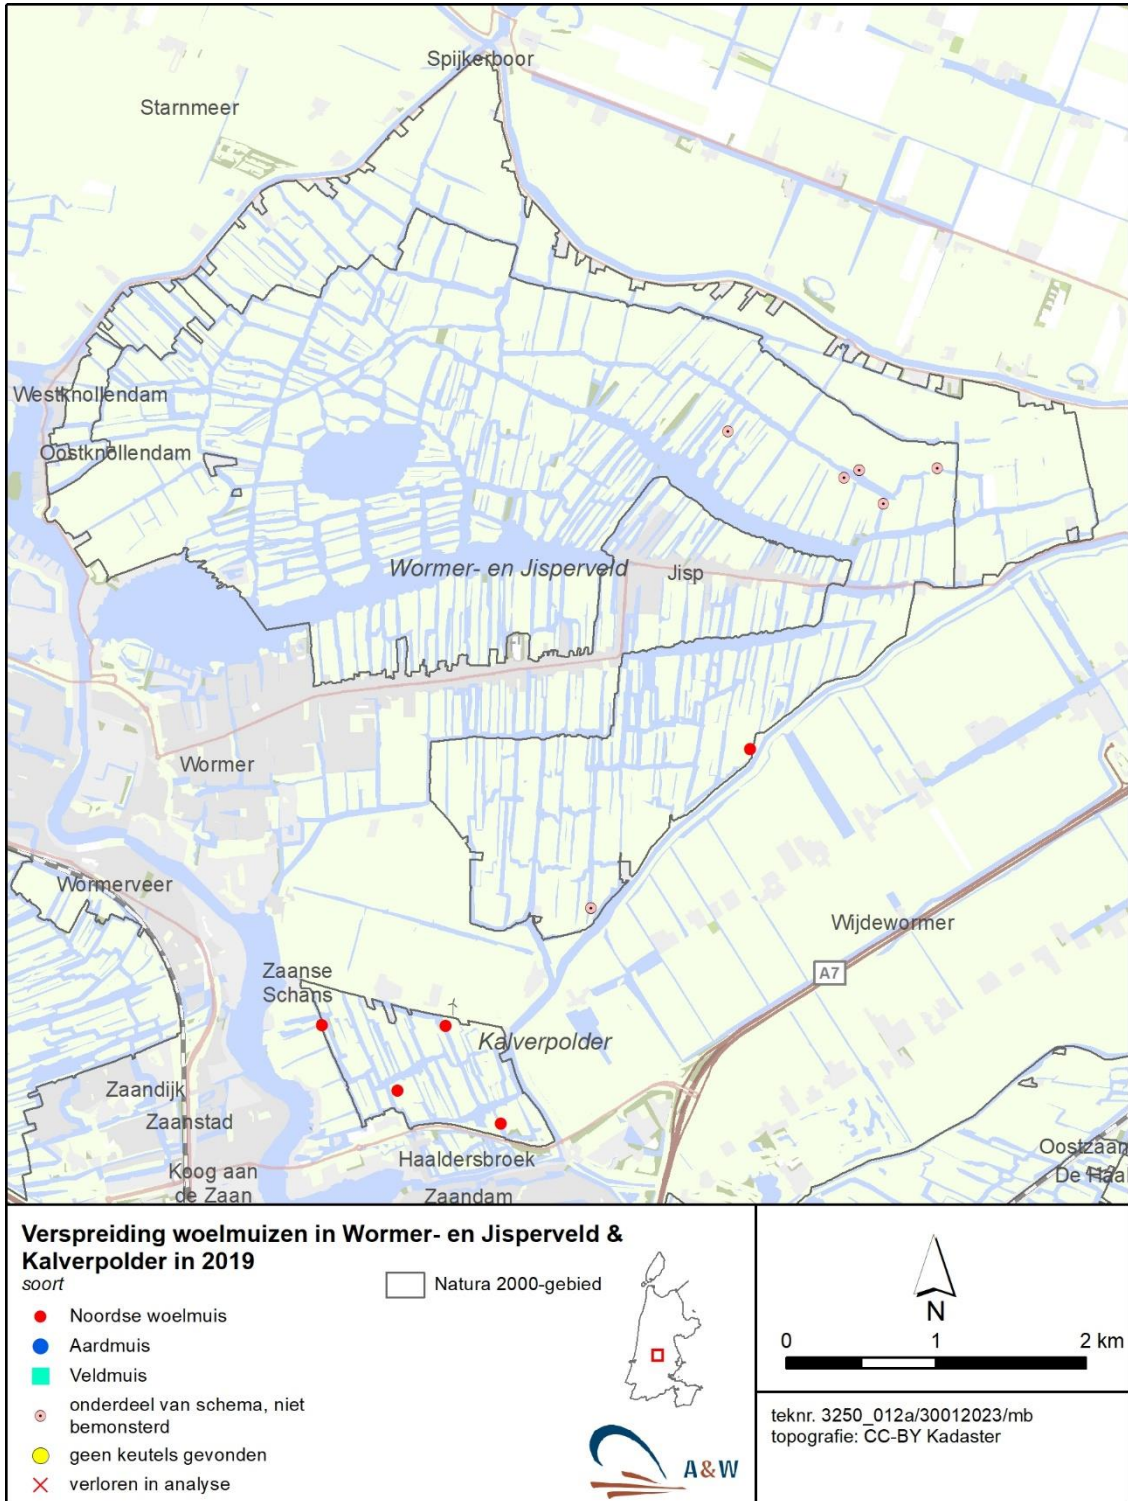 Spijkerboor
Starnmeer
Westknollendam
Oostknollendam
Wormer- en Jisperveld
Jisp
Wormer
Wormerveer
Wijdewormer
A7
Zaanse
Schans
Kalverpolder
Zaandijk
Zaanstad
Haaldersbroek
Koog aan
de Zaan
Zaandam
Oostzaan
De Haal
Verspreiding woelmuizen in Wormer- en Jisperveld &
Kalverpolder in 2019
soort
Natura 2000-gebied
Noordse woelmuis
Aardmuis
Veldmuis
onderdeel van schema, niet
bemonsterd
geen keutels gevonden
verloren in analyse
A&W
N
0 1 2 km
teknr. 3250_012a/30012023/mb
topografie: CC-BY Kadaster